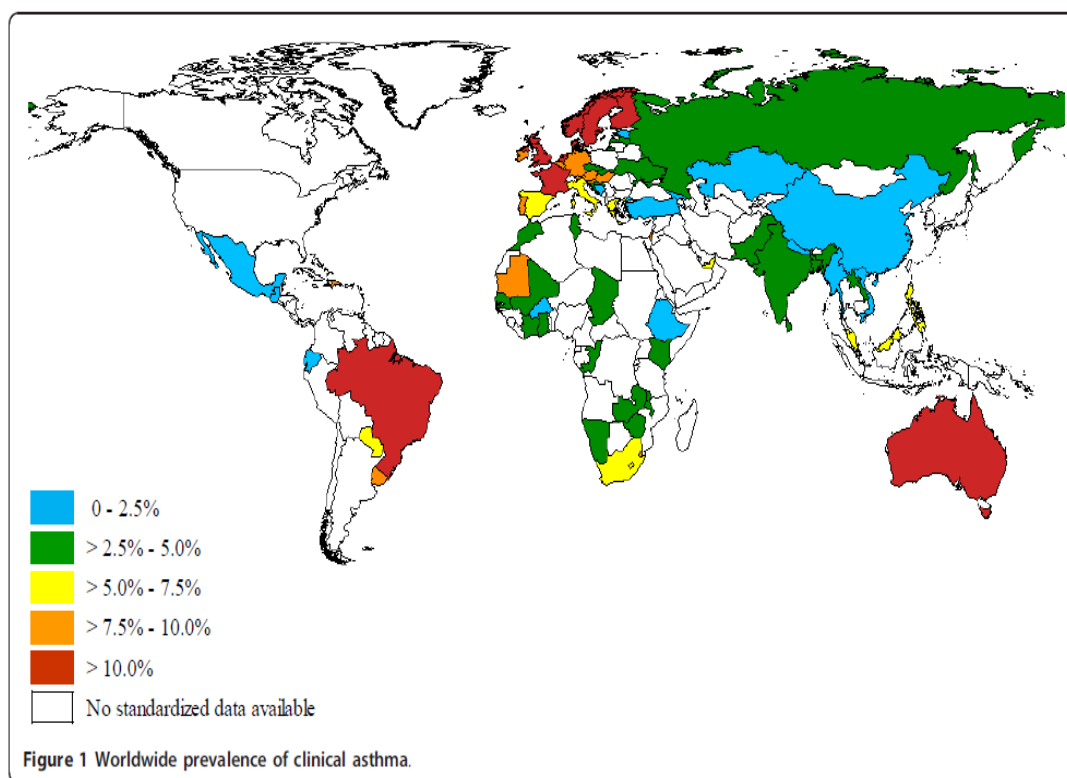 0 - 2.5%
> 2.5% - 5.0%
> 5.0% - 7.5%
> 7.5% - 10.0%
> 10.0%
No standardized data available
Figure 1 Worldwide prevalence of clinical asthma.